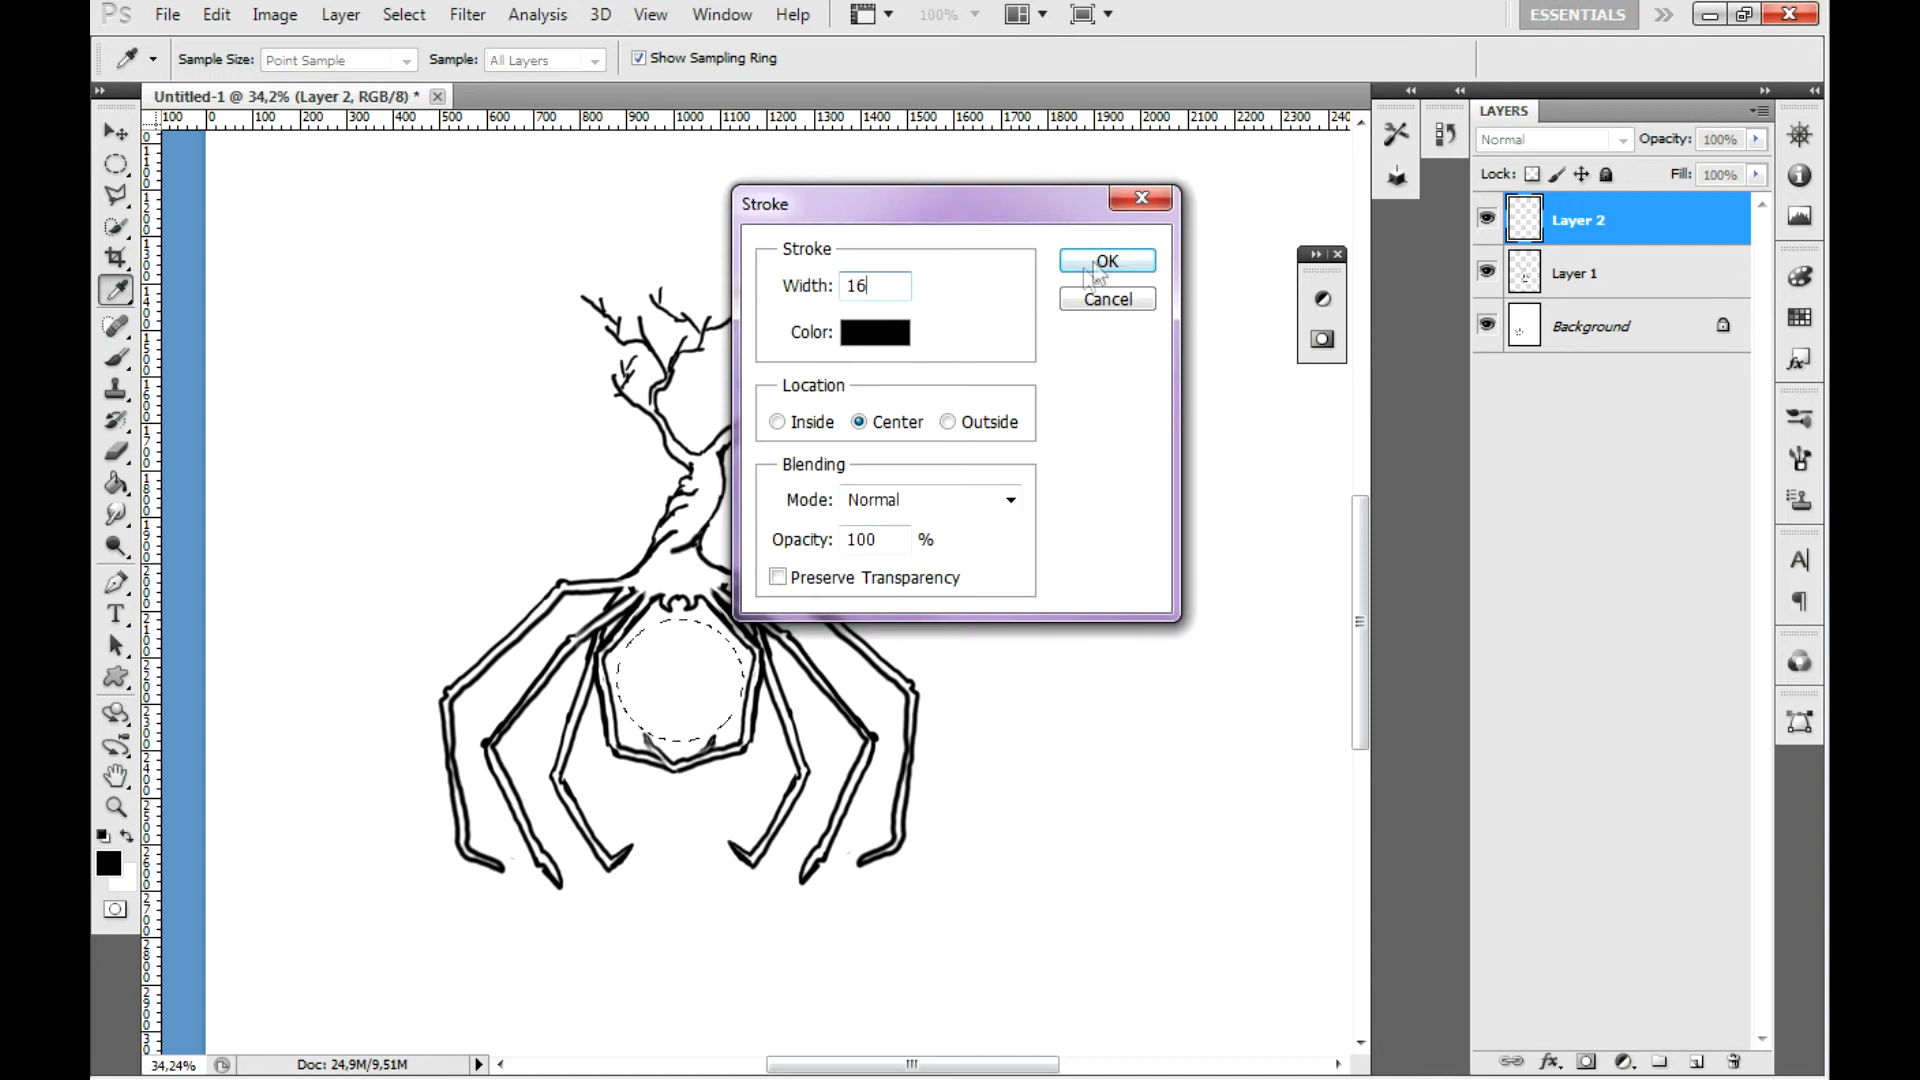 Ps File Edit Image Layer Select Filter Analysis 3D View Window Help 100% ESSENTIALS
Sample Size: Point Sample Sample: All Layers Show Sampling Ring
Untitled-1 @ 34,2% (Layer 2, RGB/8) *
100 0 100 200 300 400 500 600 700 800 900 1000 1100 1200 1300 1400 1500 1600 1700 1800 1900 2000 2100 2200 2300 240
LAYERS
Normal Opacity: 100%
Lock: Fill: 100%
Layer 2
Layer 1
Background
Stroke
Stroke
Width: 16
Color:
OK
Cancel
Location
Inside Center Outside
Blending
Mode: Normal
Opacity: 100 %
Preserve Transparency
34,24% Doc: 24,9M/9,51M